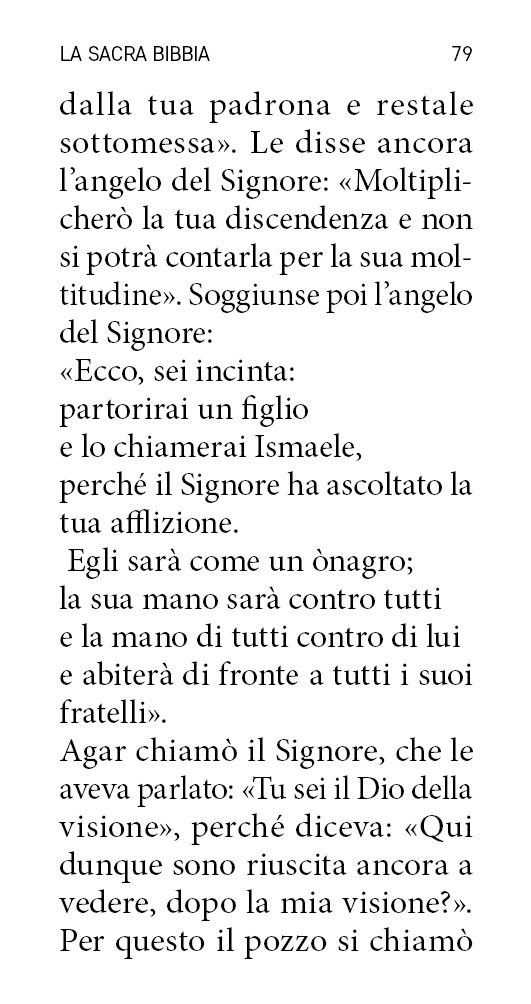 LA SACRA BIBBIA 79
dalla tua padrona e restale
sottomessa». Le disse ancora
l’angelo del Signore: «Moltipli-
cherò la tua discendenza e non
si potrà contarla per la sua mol-
titudine». Soggiunse poi l’angelo
del Signore:
«Ecco, sei incinta:
partorirai un figlio
e lo chiamerai Ismaele,
perché il Signore ha ascoltato la
tua afflizione.
Egli sarà come un ònagro;
la sua mano sarà contro tutti
e la mano di tutti contro di lui
e abiterà di fronte a tutti i suoi
fratelli».
Agar chiamò il Signore, che le
aveva parlato: «Tu sei il Dio della
visione», perché diceva: «Qui
dunque sono riuscita ancora a
vedere, dopo la mia visione?».
Per questo il pozzo si chiamò